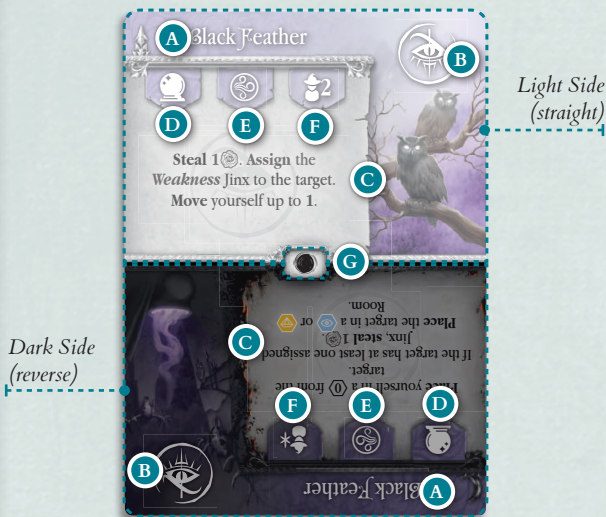 A Black Feather
B
D E F
2
Steal 1. Assign the
Weakness Jinx to the target.
Move yourself up to 1.
C
Light Side
(straight)
G
Dark Side
(reverse)
A Black Feather
B
D E F
Place yourself in a 0 from the
target.
If the target has at least one assigned
Jinx, steal 1.
Place the target in a or
Room.
C